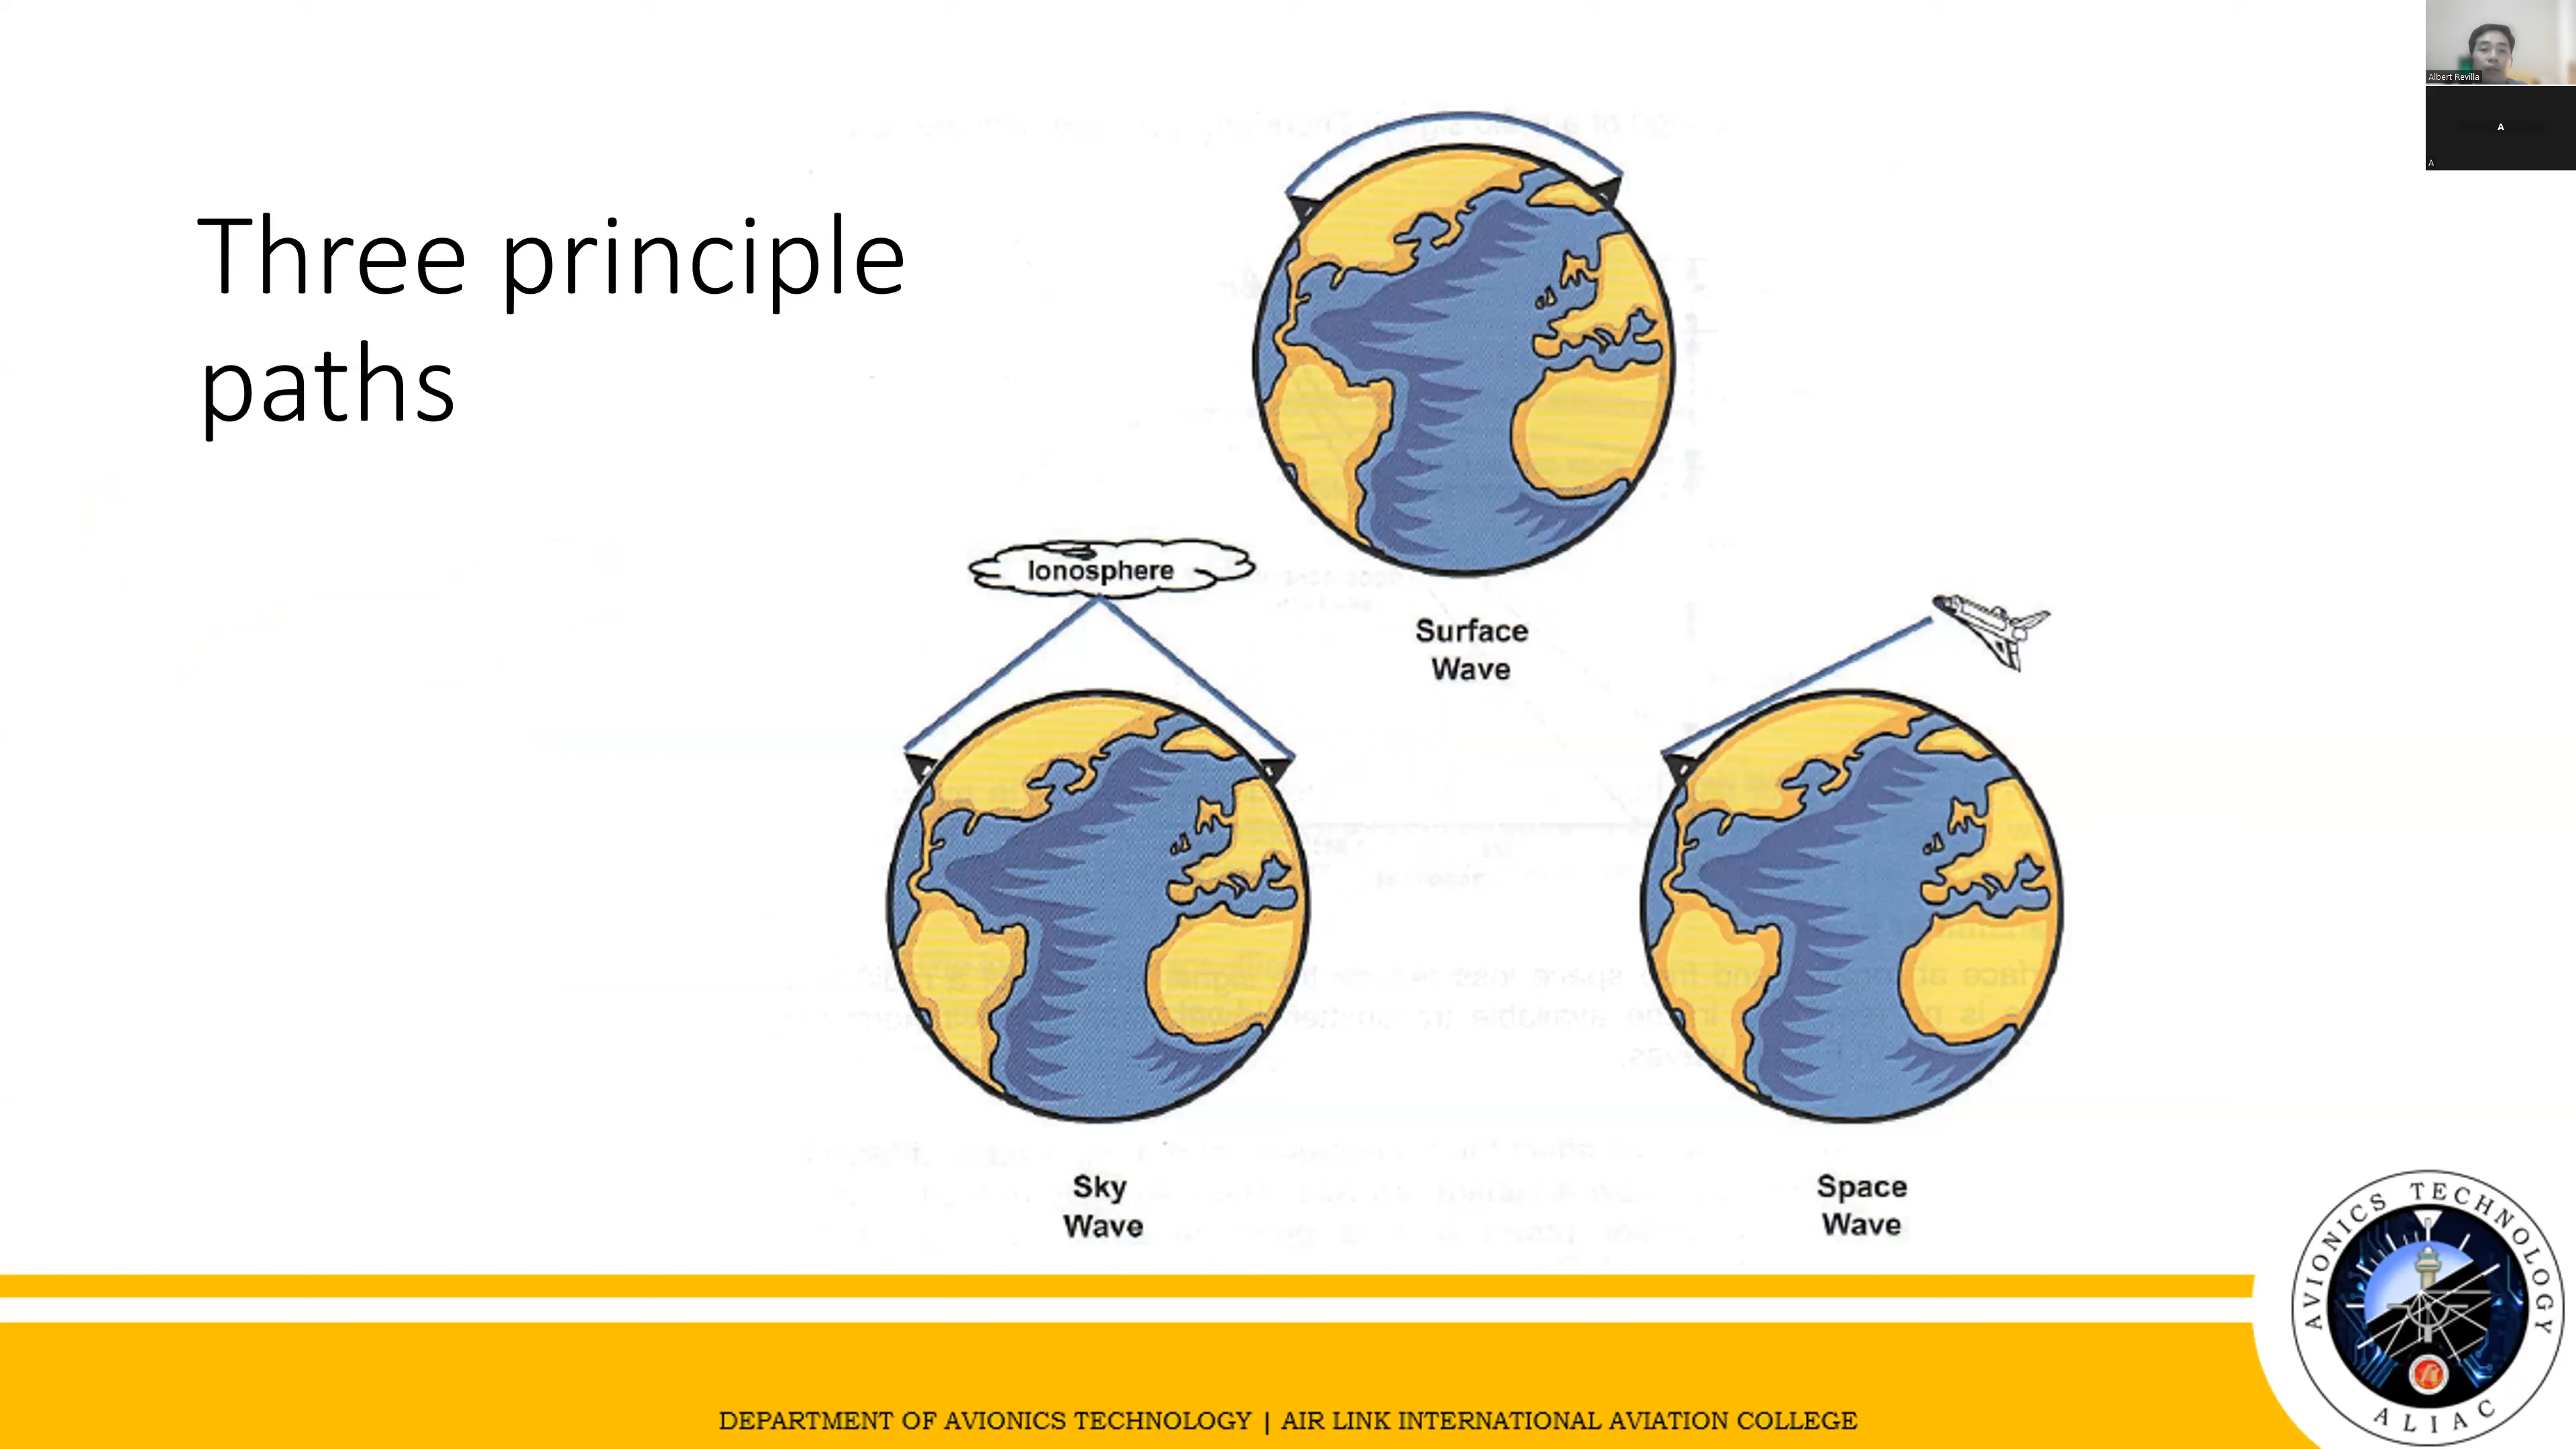 Albert Revilla
A
A
Three principle
paths
Ionosphere
Surface
Wave
Sky
Wave
Space
Wave
AVIONICS TECHNOLOGY
ALIAC
DEPARTMENT OF AVIONICS TECHNOLOGY | AIR LINK INTERNATIONAL AVIATION COLLEGE